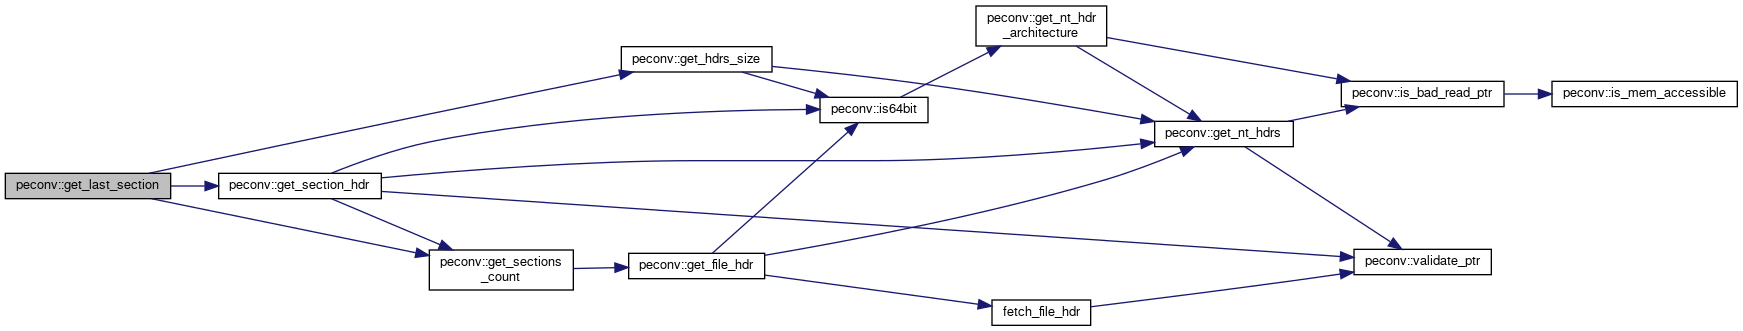 peconv::get_nt_hdr
_architecture
peconv::get_hdrs_size
peconv::is64bit
peconv::is_bad_read_ptr
peconv::is_mem_accessible
peconv::get_nt_hdrs
peconv::get_last_section
peconv::get_section_hdr
peconv::get_sections
_count
peconv::get_file_hdr
peconv::validate_ptr
fetch_file_hdr